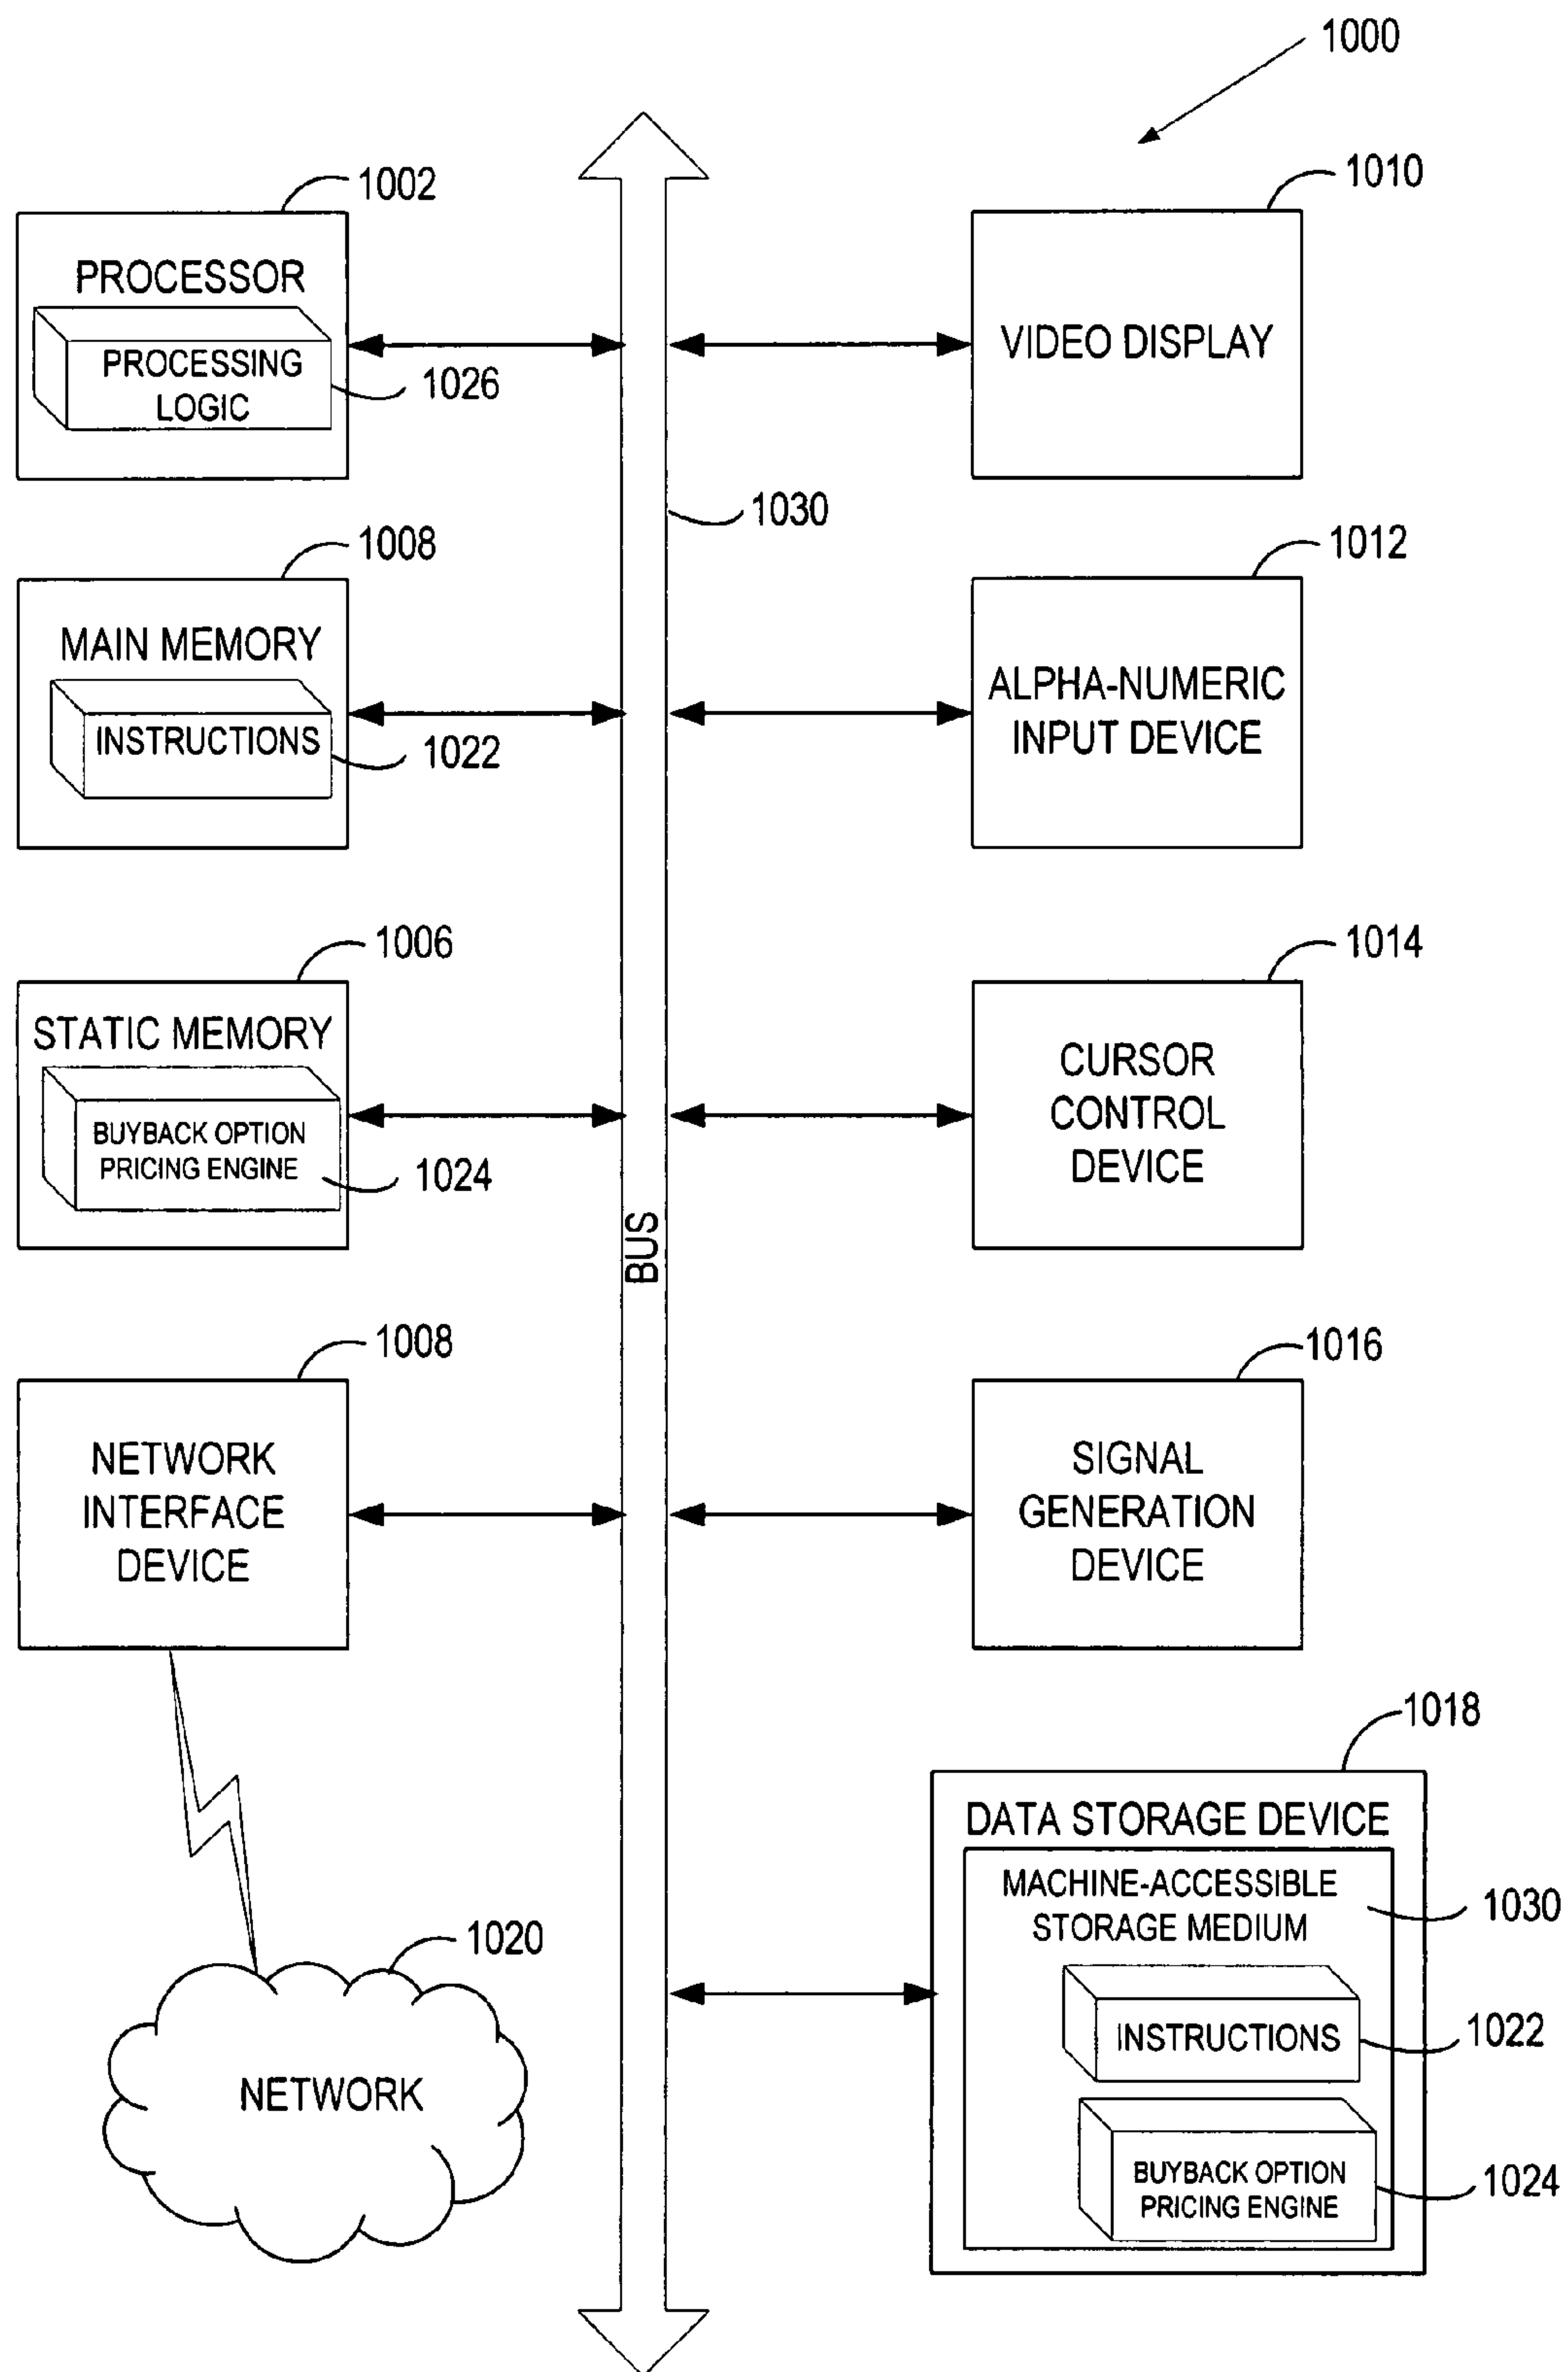 1000
1002
PROCESSOR
PROCESSING
LOGIC
1026
1010
VIDEO DISPLAY
1030
1008
MAIN MEMORY
INSTRUCTIONS
1022
1012
ALPHA-NUMERIC
INPUT DEVICE
1006
STATIC MEMORY
BUYBACK OPTION
PRICING ENGINE
1024
1014
CURSOR
CONTROL
DEVICE
BUS
1008
NETWORK
INTERFACE
DEVICE
1016
SIGNAL
GENERATION
DEVICE
1018
DATA STORAGE DEVICE
MACHINE-ACCESSIBLE
STORAGE MEDIUM
1030
INSTRUCTIONS
1022
BUYBACK OPTION
PRICING ENGINE
1024
1020
NETWORK